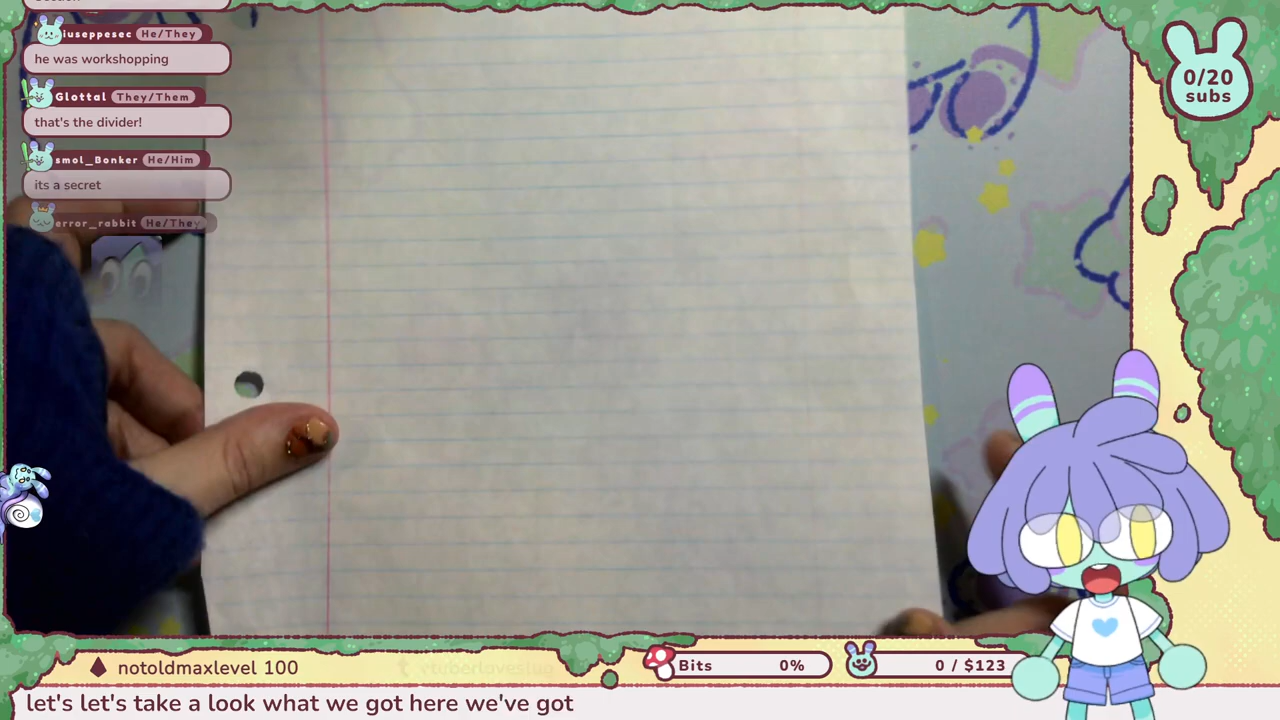 iuseppesec He/They
he was workshopping
Glottal They/Them
that's the divider!
smol_Bonker He/Him
its a secret
error_rabbit He/They
0/20
subs
notoldmaxlevel 100
Bits 0%
0 / $123
let's let's take a look what we got here we've got